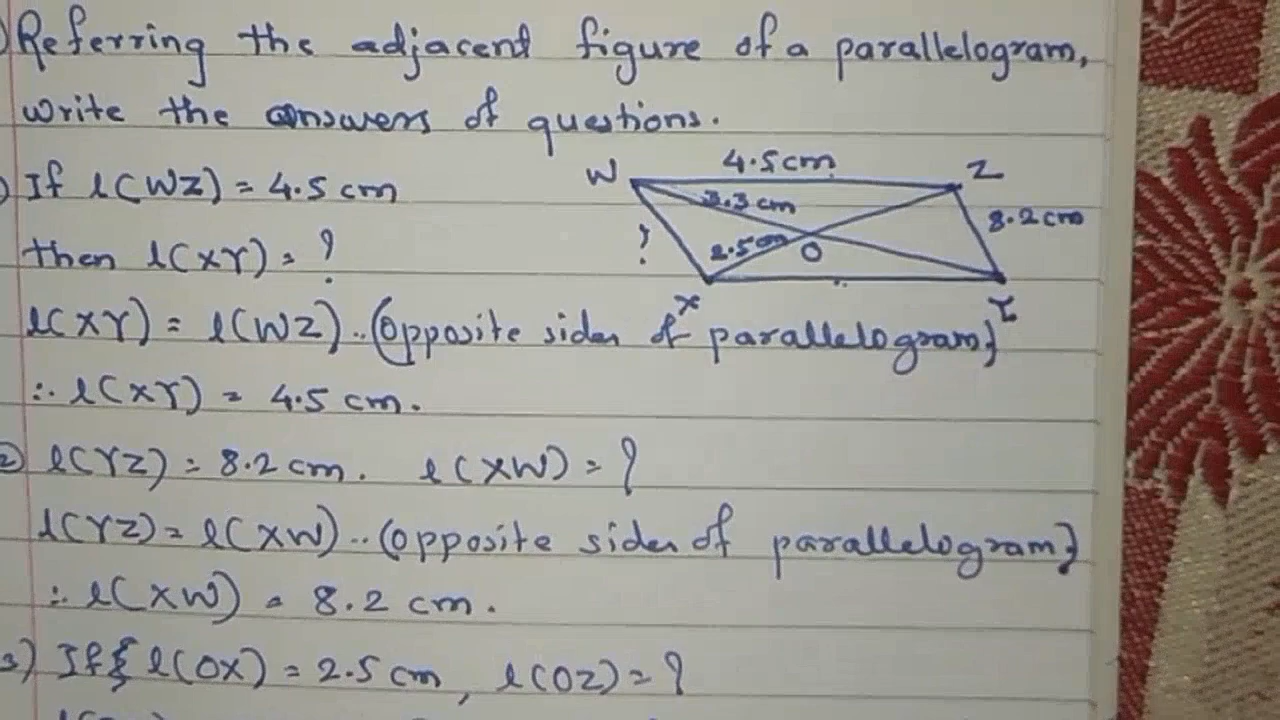 Referring the adjacent figure of a parallelogram,
write the answers of questions.
) If l(WZ) = 4.5 cm
then l(XY) = ?
W 4.5 cm Z
3.3 cm
8.2 cm
?
2.5cm
O
X Y
l(XY) = l(WZ) ..(opposite sides of parallelogram}
∴ l(XY) = 4.5 cm.
2) l(YZ) = 8.2 cm. l(XW) = ?
l(YZ) = l(XW) ..(opposite sides of parallelogram}
∴ l(XW) = 8.2 cm.
3) If l(OX) = 2.5 cm, l(OZ) = ?